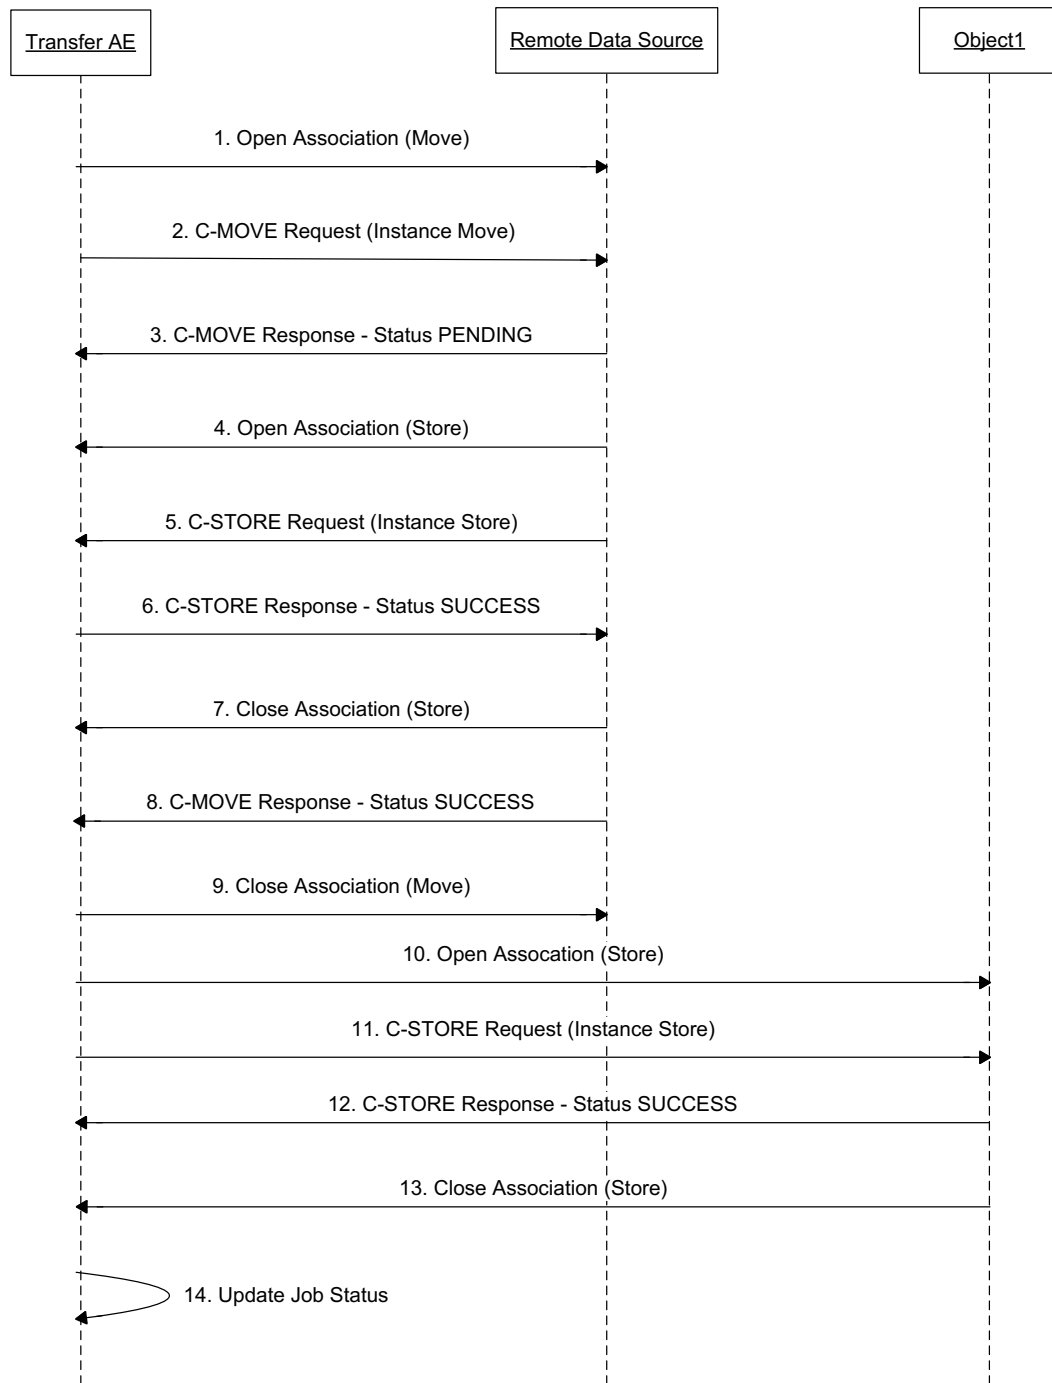 Transfer AE
Remote Data Source
Object1
1. Open Association (Move)
2. C-MOVE Request (Instance Move)
3. C-MOVE Response - Status PENDING
4. Open Association (Store)
5. C-STORE Request (Instance Store)
6. C-STORE Response - Status SUCCESS
7. Close Association (Store)
8. C-MOVE Response - Status SUCCESS
9. Close Association (Move)
10. Open Assocation (Store)
11. C-STORE Request (Instance Store)
12. C-STORE Response - Status SUCCESS
13. Close Association (Store)
14. Update Job Status